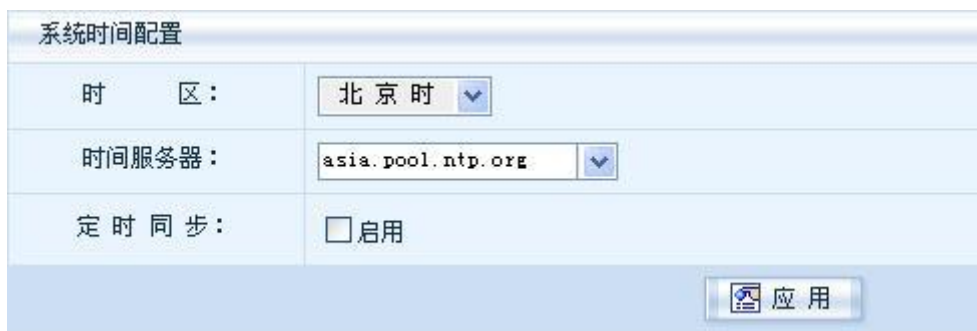 系统时间配置
时 区：
北 京 时
时间服务器：
asia.pool.ntp.org
定 时 同 步：
启用
应 用